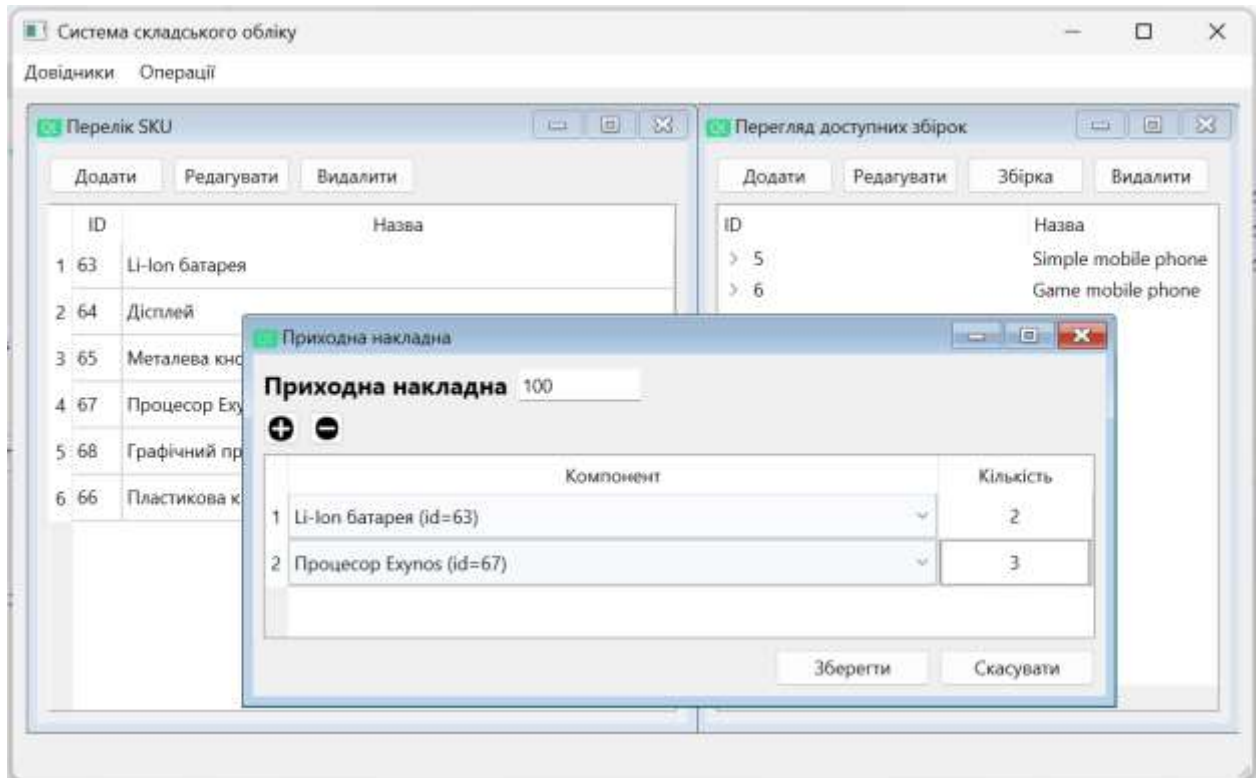 Система складського обліку
Довідники Операції
Перелік SKU
Додати Редагувати Видалити
ID Назва
1 63 Li-Ion батарея
2 64 Дісплей
3 65 Металева кно
4 67 Процесор Exy
5 68 Графічний пр
6 66 Пластикова к
Перегляд доступних збірок
Додати Редагувати Збірка Видалити
ID Назва
5 Simple mobile phone
6 Game mobile phone
Приходна накладна
Приходна накладна 100
Компонент Кількість
1 Li-Ion батарея (id=63) 2
2 Процесор Exynos (id=67) 3
Зберегти Скасувати